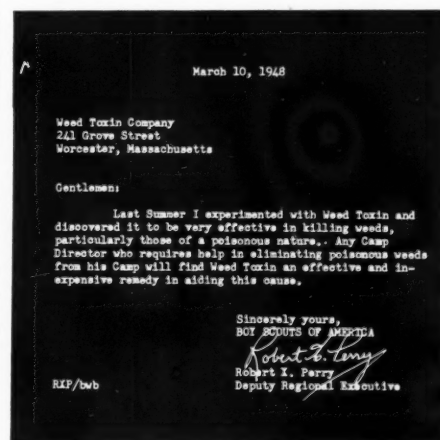 March 10, 1948
Weed Toxin Company
241 Grove Street
Worcester, Massachusetts
Gentlemen:
Last Summer I experimented with Weed Toxin and
discovered it to be very effective in killing weeds,
particularly those of a poisonous nature. Any Camp
Director who requires help in eliminating poisonous weeds
from his Camp will find Weed Toxin an effective and in-
expensive remedy in aiding this cause.
Sincerely yours,
BOY SCOUTS OF AMERICA
Robert X. Perry
Robert X. Perry
Deputy Regional Executive
RXP/bwb